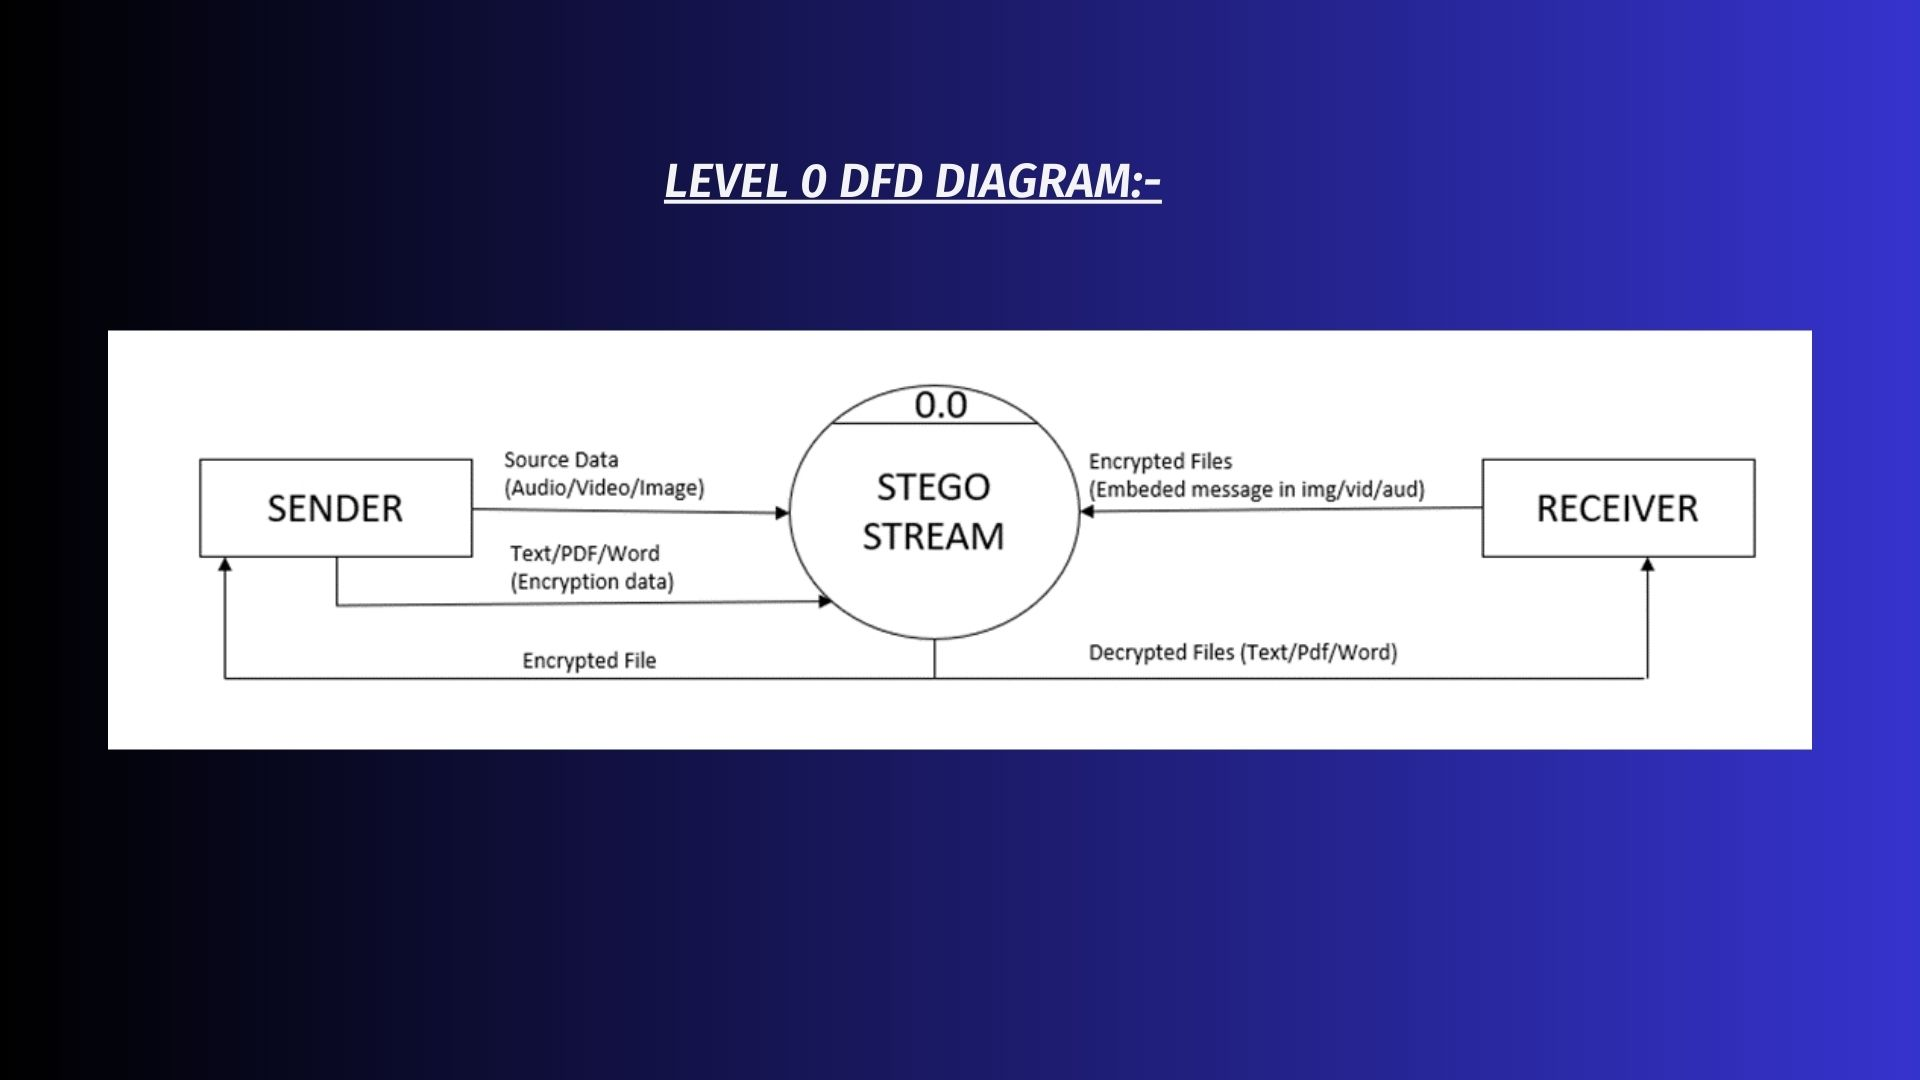 LEVEL 0 DFD DIAGRAM:-
0.0
SENDER
Source Data
(Audio/Video/Image)
Text/PDF/Word
(Encryption data)
Encrypted File
STEGO
STREAM
Encrypted Files
(Embeded message in img/vid/aud)
RECEIVER
Decrypted Files (Text/Pdf/Word)